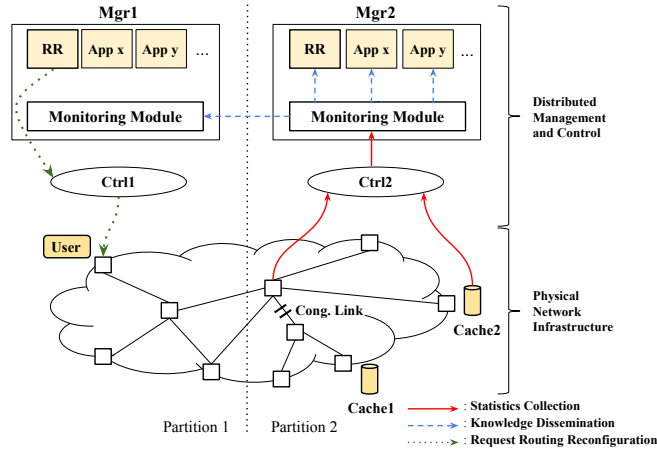 Mgr1
Mgr2
RR
App x
App y
...
RR
App x
App y
...
Monitoring Module
Monitoring Module
Distributed
Management
and Control
Ctrl1
Ctrl2
User
Cong. Link
Cache2
Physical
Network
Infrastructure
Cache1
Partition 1
Partition 2
: Statistics Collection
: Knowledge Dissemination
: Request Routing Reconfiguration